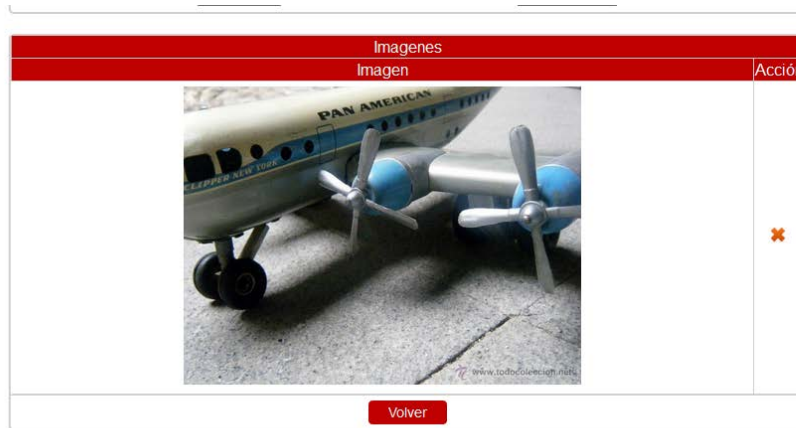 Imagenes
Imagen
Acció
PAN AMERICAN
CLIPPER NEW YORK
www.todocoleccion.net
Volver